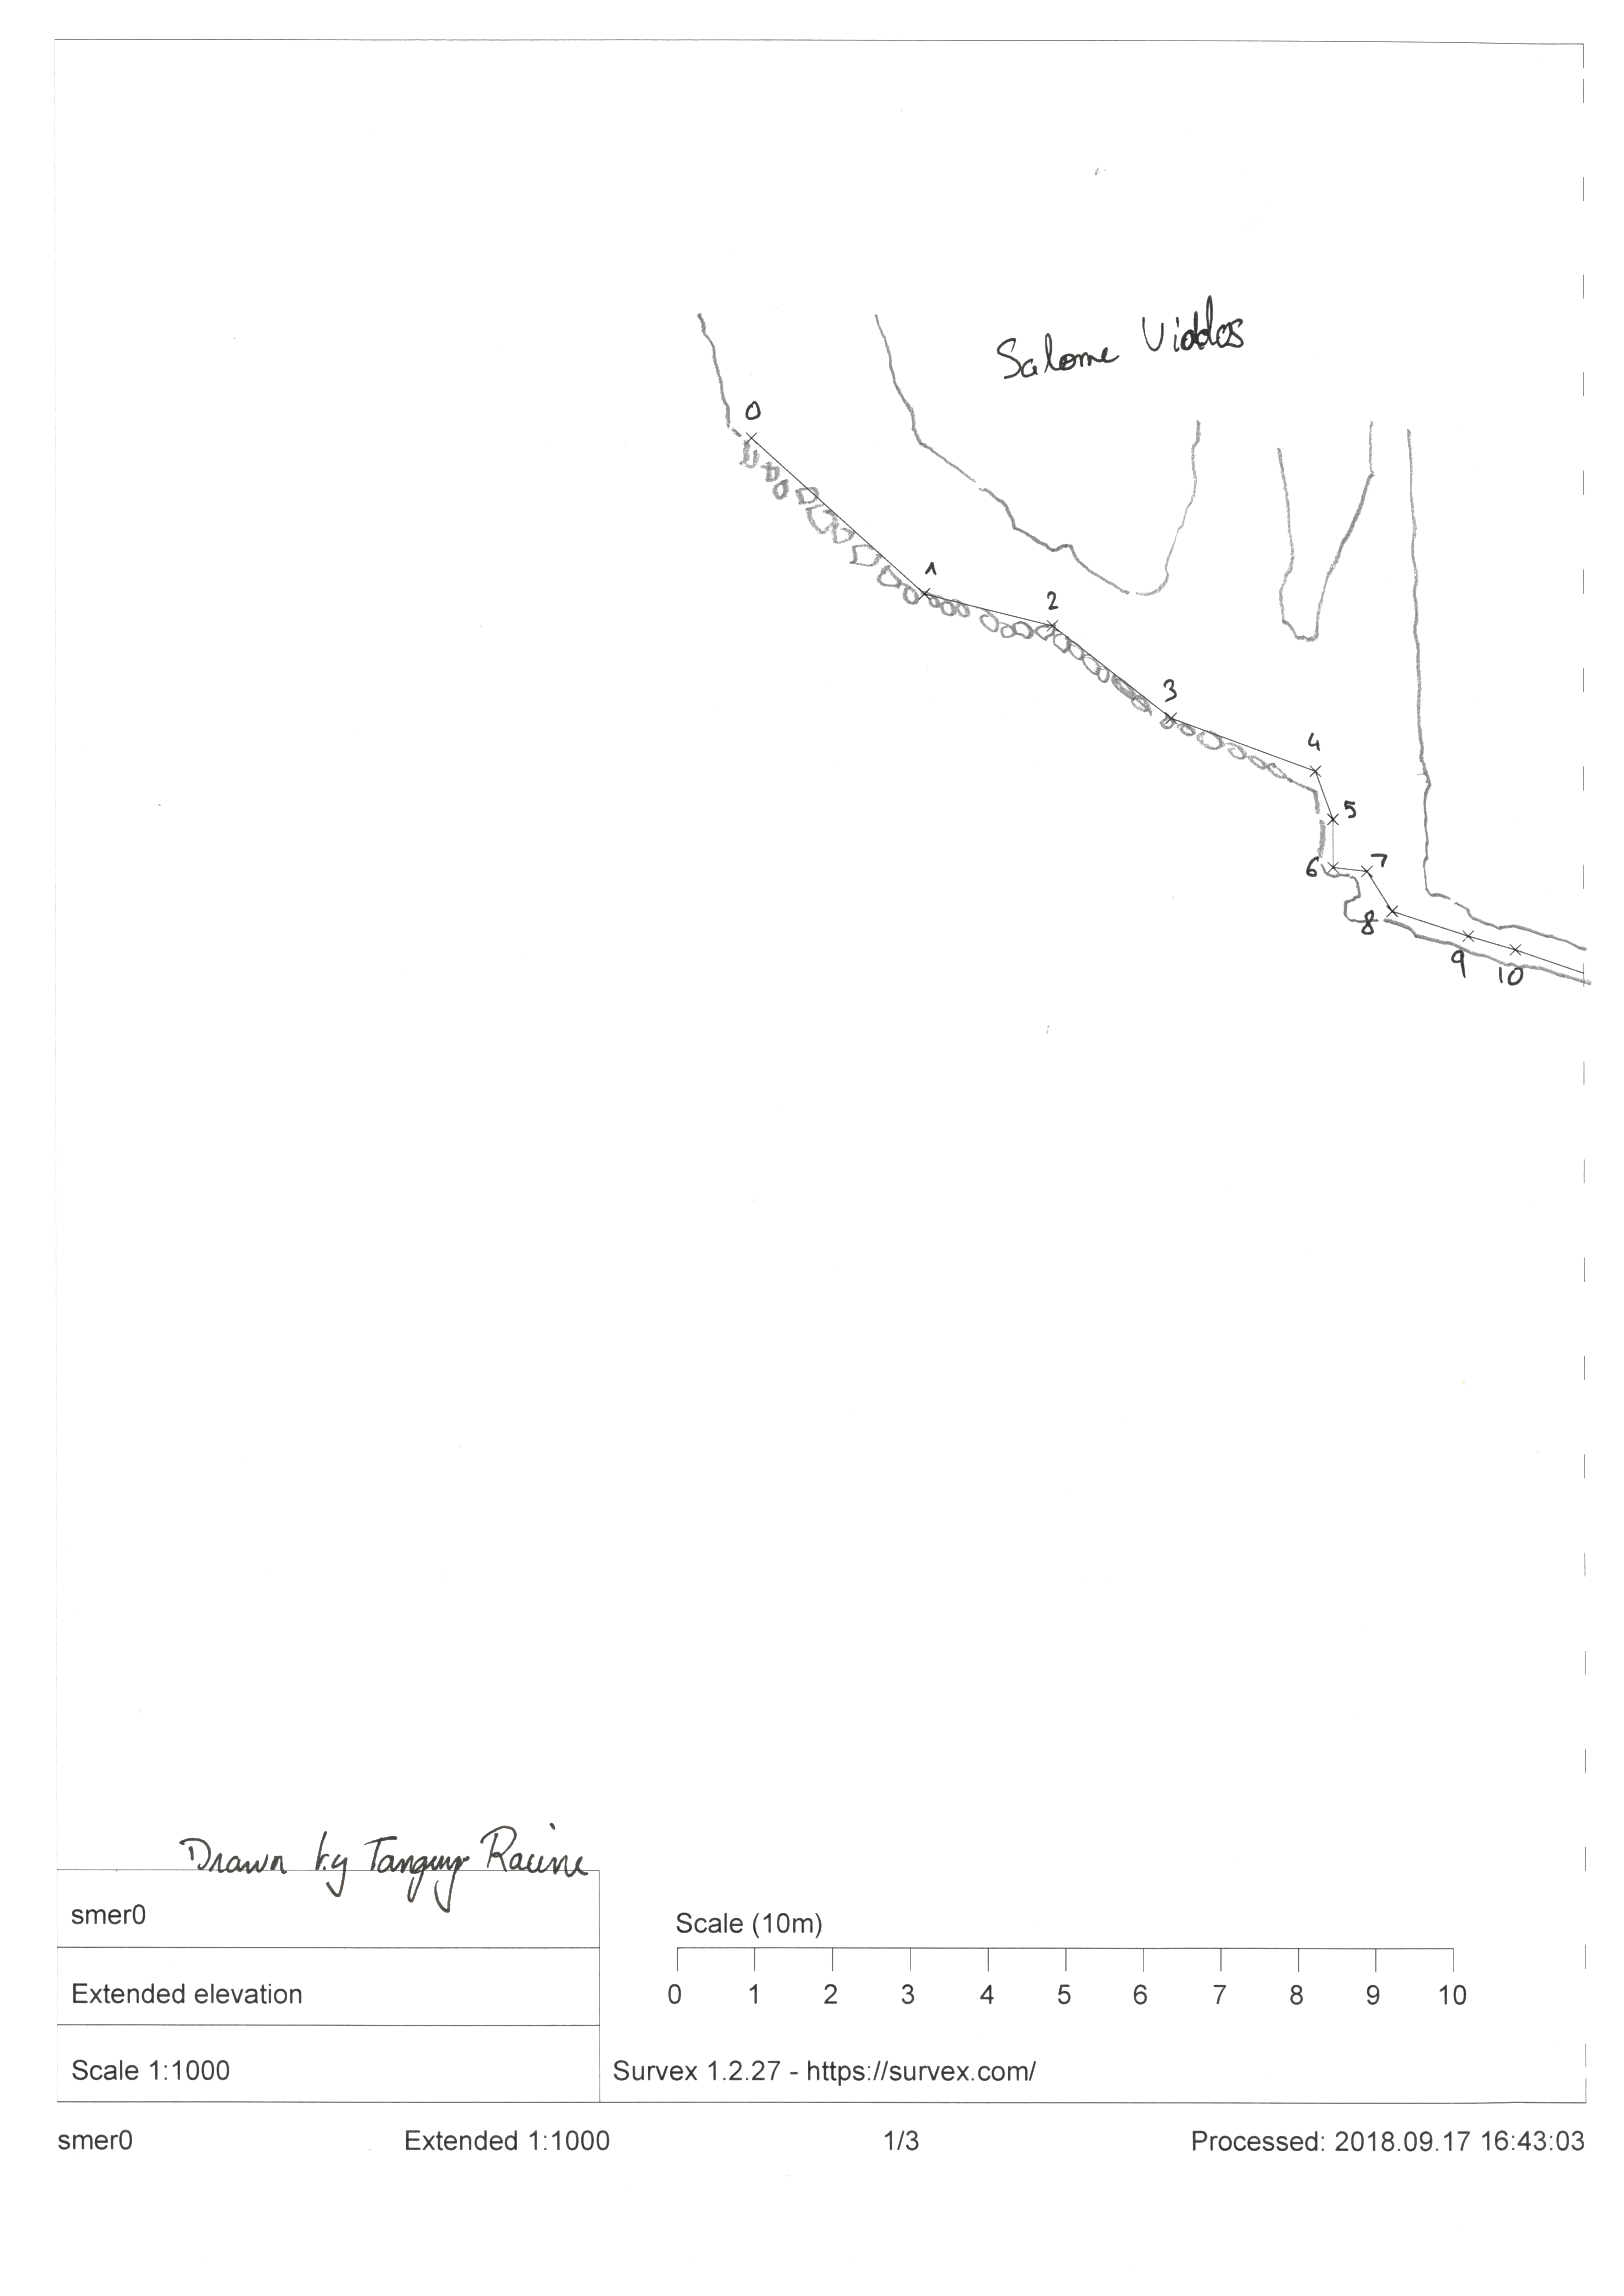 Salome Viddos
0
1
2
3
4
5
6 7
8
9
10
Drawn by Tanguy Racine
smer0
Extended elevation
Scale 1:1000
Scale (10m)
0 1 2 3 4 5 6 7 8 9 10
Survex 1.2.27 - https://survex.com/
smer0 Extended 1:1000 1/3 Processed: 2018.09.17 16:43:03